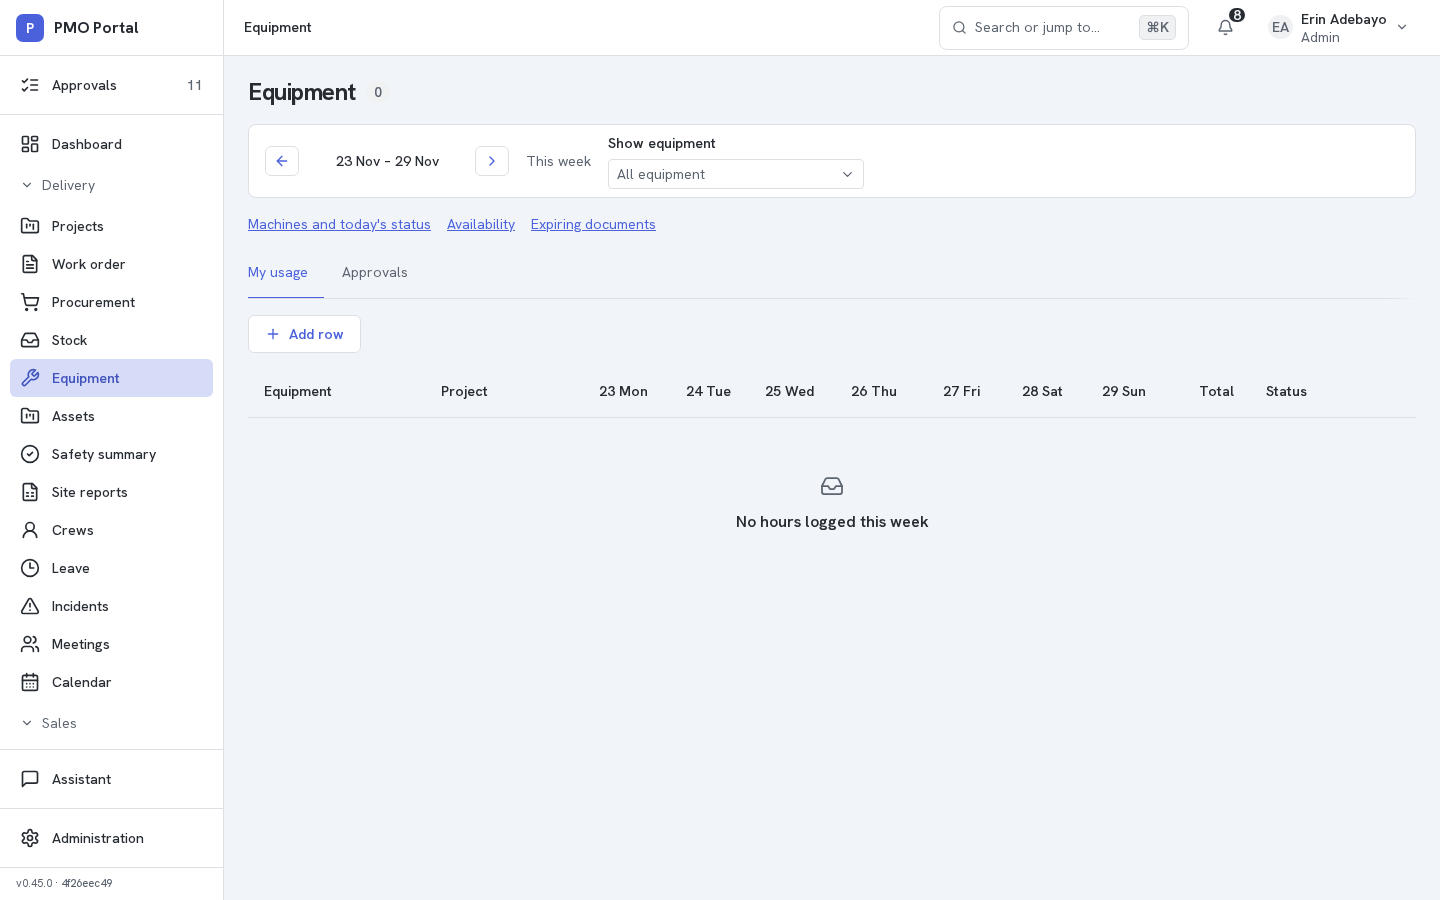 P PMO Portal
Equipment
Search or jump to... ⌘K
8
EA Erin Adebayo
Admin
Approvals 11
Dashboard
Delivery
Projects
Work order
Procurement
Stock
Equipment
Assets
Safety summary
Site reports
Crews
Leave
Incidents
Meetings
Calendar
Sales
Assistant
Administration
v0.45.0 · 4f26eec49
Equipment 0
23 Nov – 29 Nov This week
Show equipment
All equipment
Machines and today's status Availability Expiring documents
My usage Approvals
Add row
Equipment Project 23 Mon 24 Tue 25 Wed 26 Thu 27 Fri 28 Sat 29 Sun Total Status
No hours logged this week